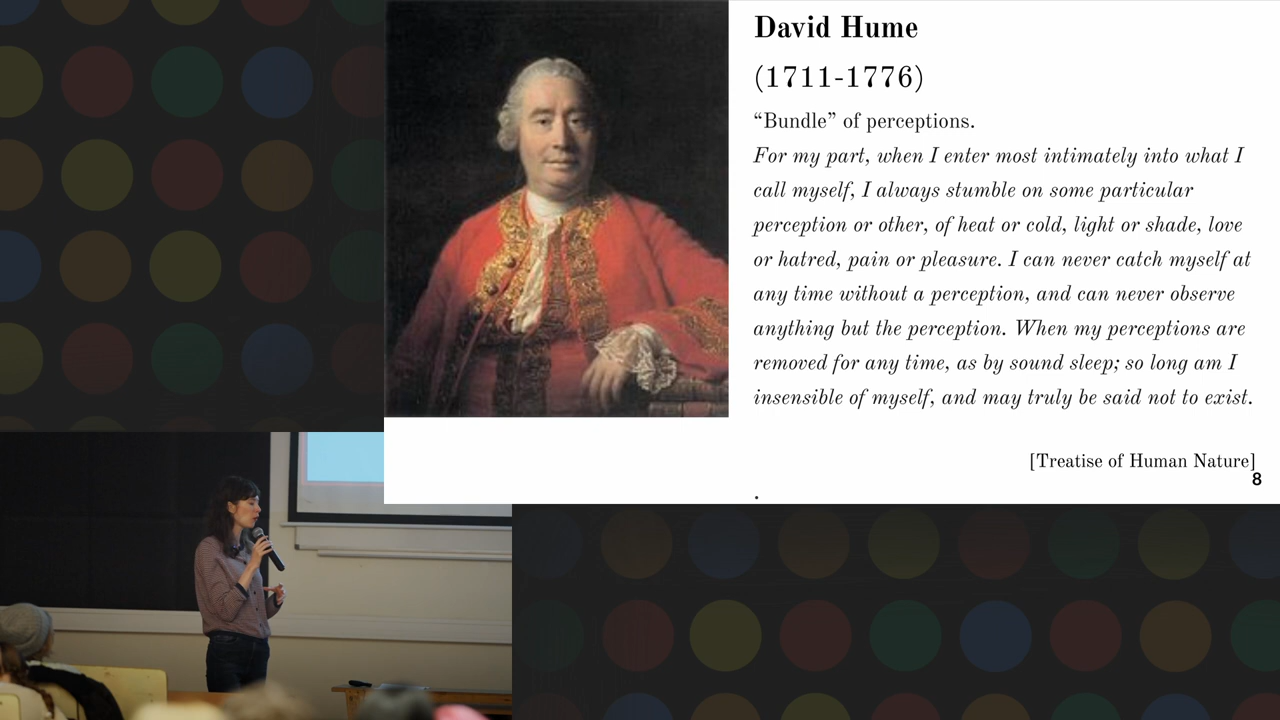 David Hume
(1711-1776)
“Bundle” of perceptions.
For my part, when I enter most intimately into what I
call myself, I always stumble on some particular
perception or other, of heat or cold, light or shade, love
or hatred, pain or pleasure. I can never catch myself at
any time without a perception, and can never observe
anything but the perception. When my perceptions are
removed for any time, as by sound sleep; so long am I
insensible of myself, and may truly be said not to exist.
[Treatise of Human Nature]
8
.